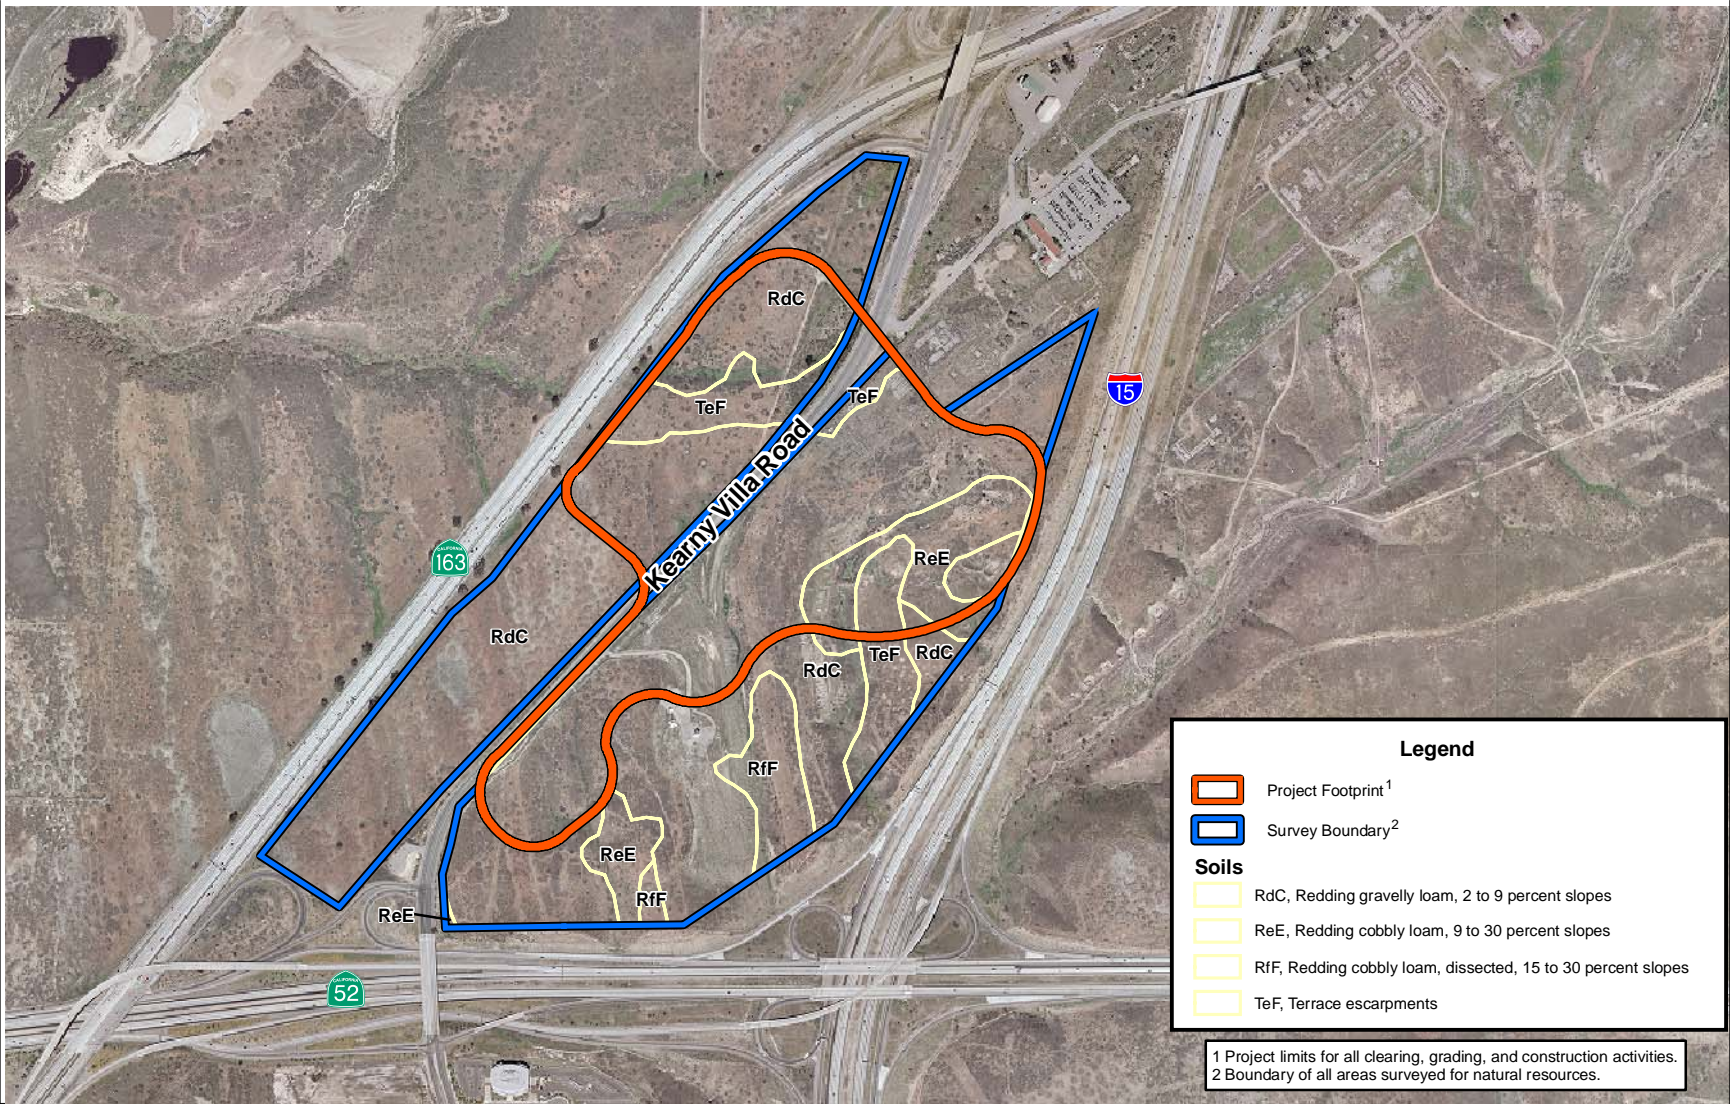 RdC
TeF
TeF
Kearny Villa Road
15
CALIFORNIA
163
ReE
RdC
RdC
TeF
RdC
RfF
ReE
RfF
ReE
CALIFORNIA
52
Legend
Project Footprint1
Survey Boundary2
Soils
RdC, Redding gravelly loam, 2 to 9 percent slopes
ReE, Redding cobbly loam, 9 to 30 percent slopes
RfF, Redding cobbly loam, dissected, 15 to 30 percent slopes
TeF, Terrace escarpments
1 Project limits for all clearing, grading, and construction activities.
2 Boundary of all areas surveyed for natural resources.